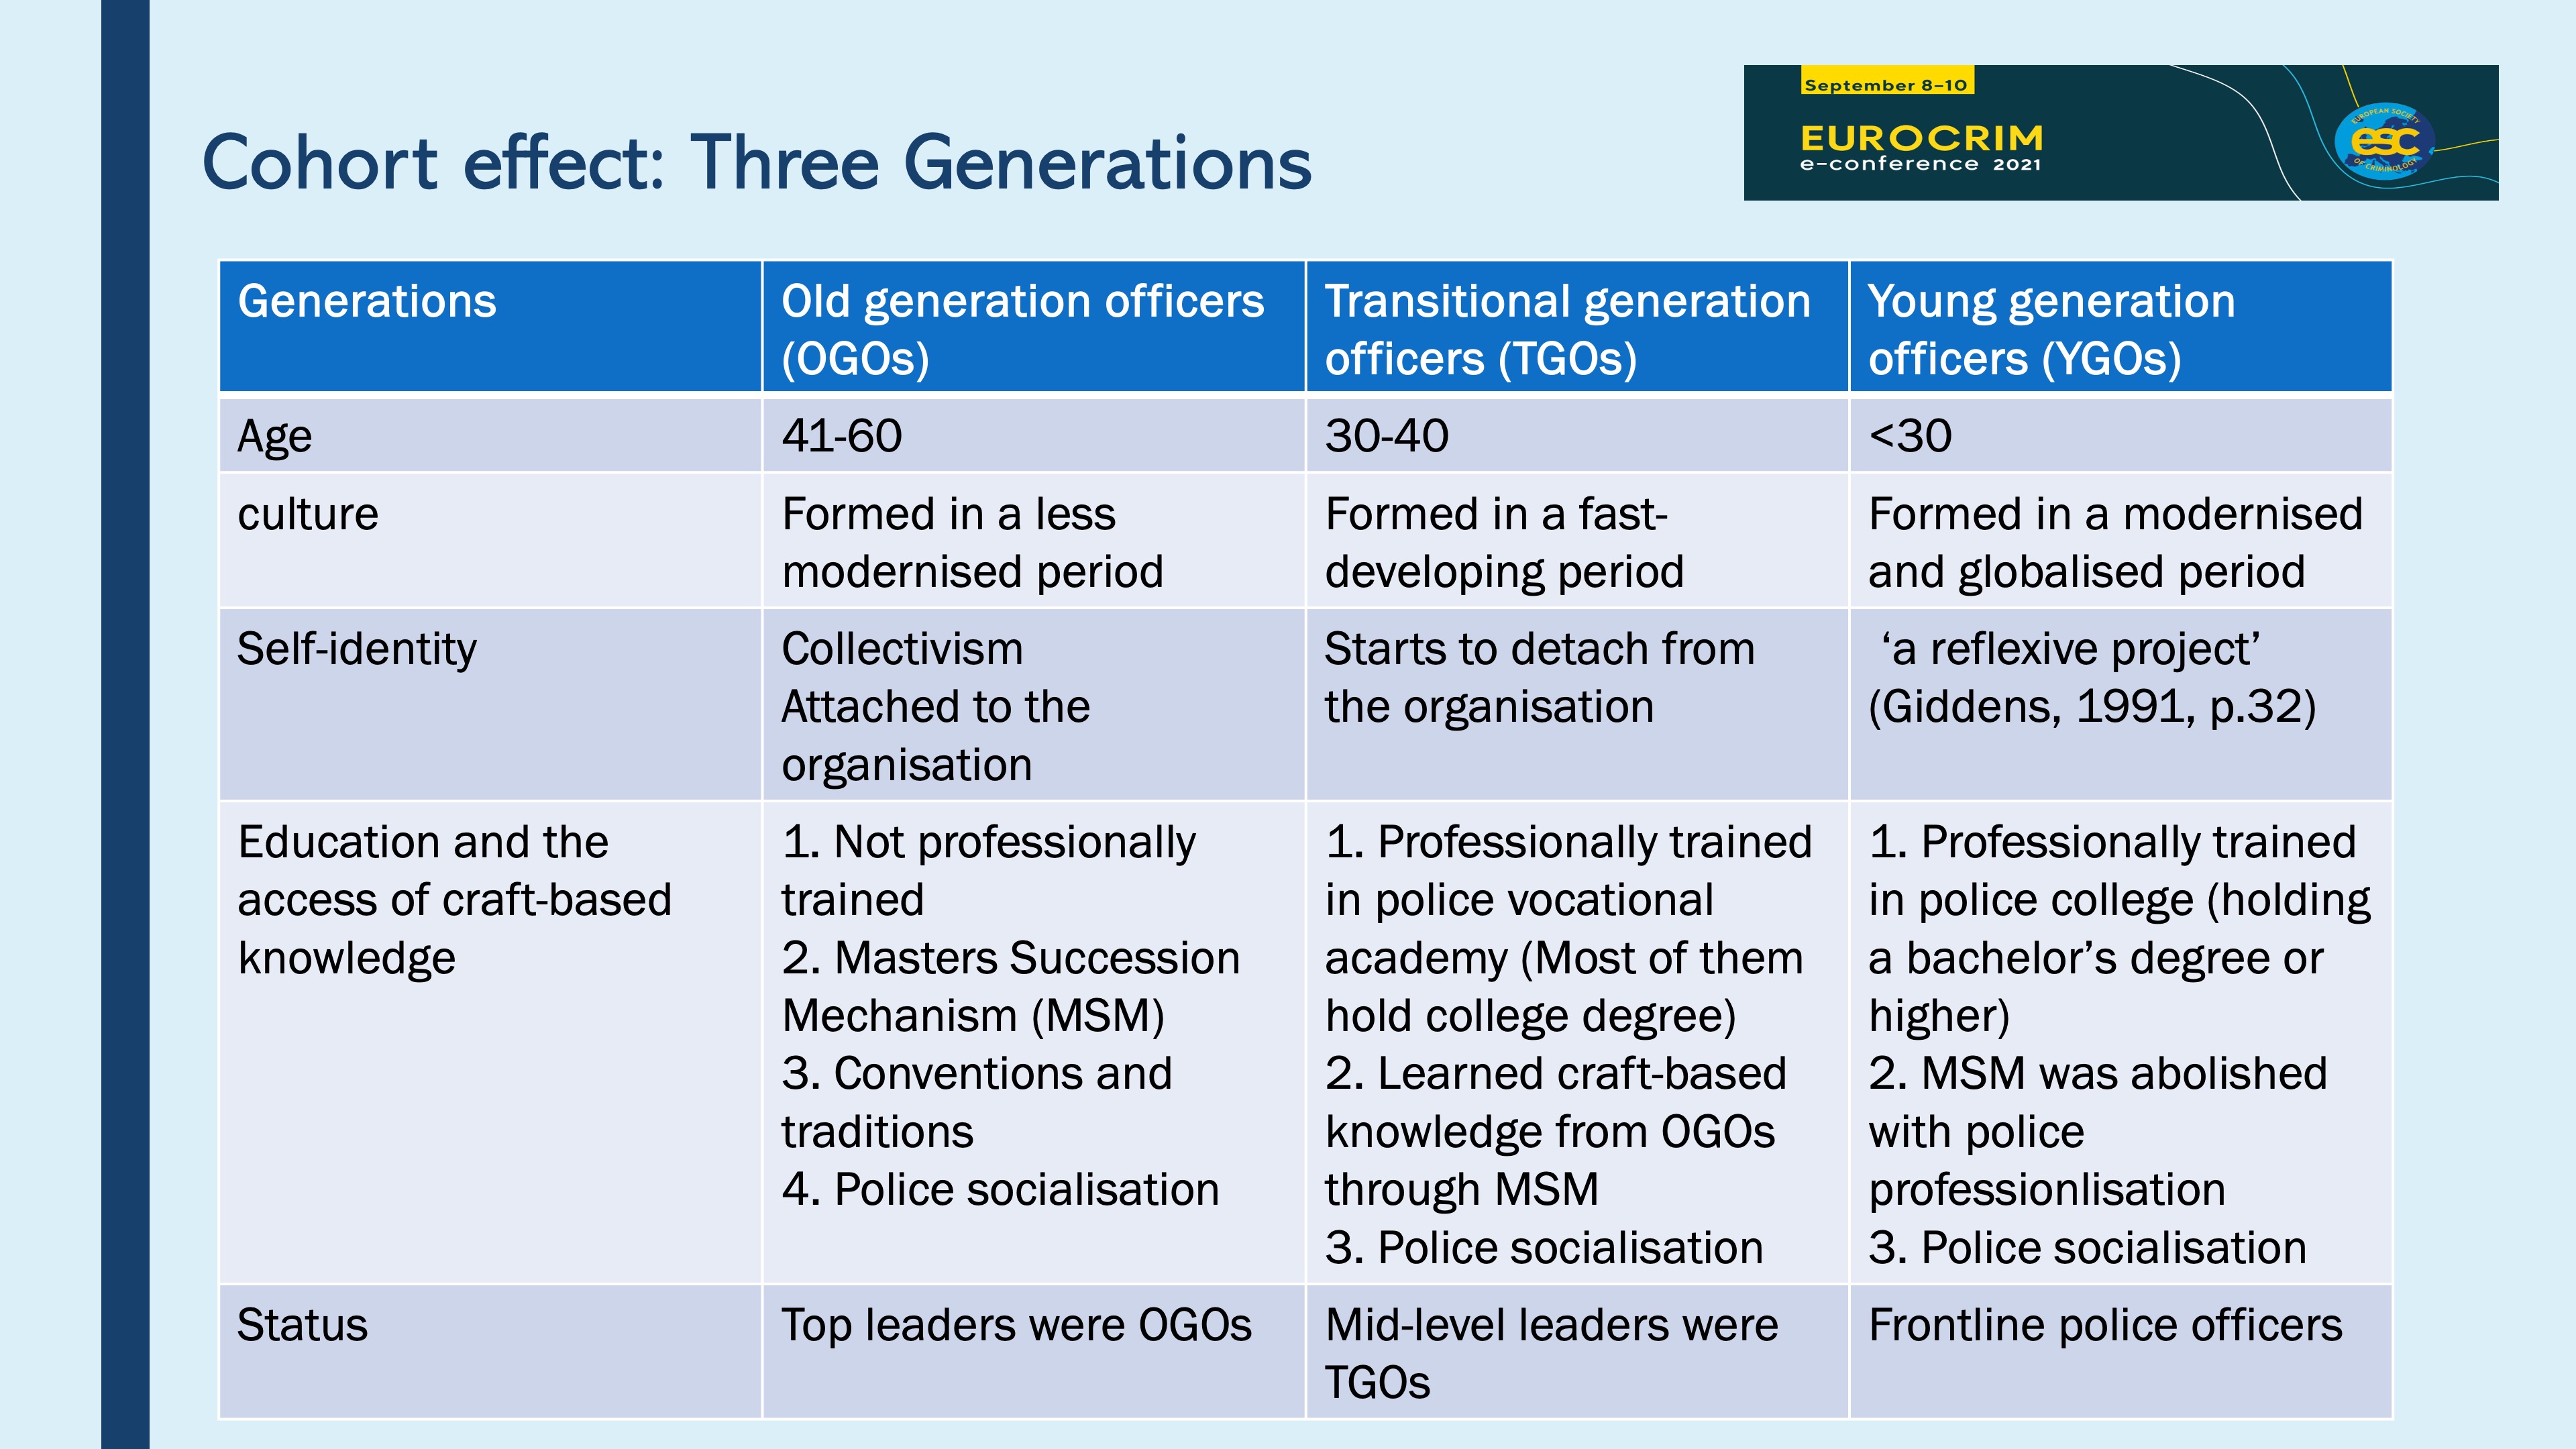 September 8–10
EUROCRIM
e-conference 2021
EUROPEAN SOCIETY
esc
OF CRIMINOLOGY
Cohort effect: Three Generations
Generations
Old generation officers
(OGOs)
Transitional generation
officers (TGOs)
Young generation
officers (YGOs)
Age
41-60
30-40
<30
culture
Formed in a less
modernised period
Formed in a fast-
developing period
Formed in a modernised
and globalised period
Self-identity
Collectivism
Attached to the
organisation
Starts to detach from
the organisation
‘a reflexive project’
(Giddens, 1991, p.32)
Education and the
access of craft-based
knowledge
1. Not professionally
trained
2. Masters Succession
Mechanism (MSM)
3. Conventions and
traditions
4. Police socialisation
1. Professionally trained
in police vocational
academy (Most of them
hold college degree)
2. Learned craft-based
knowledge from OGOs
through MSM
3. Police socialisation
1. Professionally trained
in police college (holding
a bachelor’s degree or
higher)
2. MSM was abolished
with police
professionlisation
3. Police socialisation
Status
Top leaders were OGOs
Mid-level leaders were
TGOs
Frontline police officers